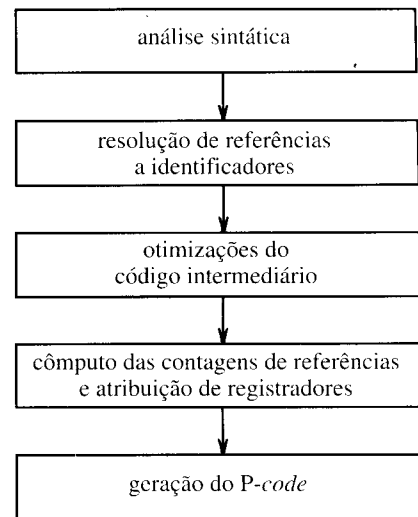 análise sintática
resolução de referências
a identificadores
otimizações do
código intermediário
cômputo das contagens de referências
e atribuição de registradores
geração do P-code